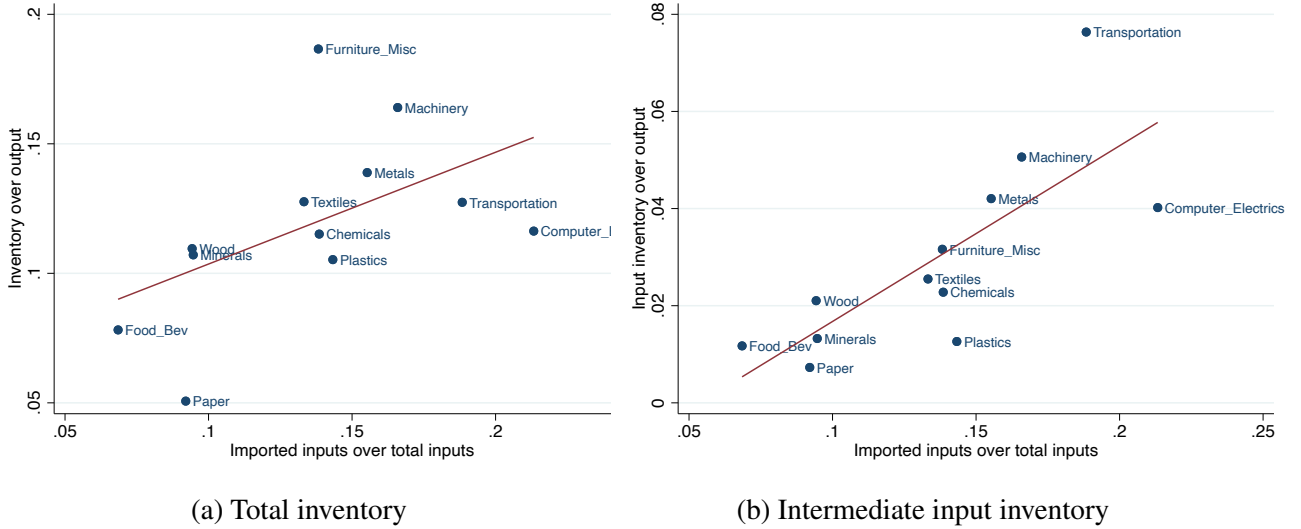 .2
.15
.1
.05
Inventory over output
Furniture_Misc
Machinery
Metals
Textiles
Transportation
Chemicals
Computer_
Wood
Minerals
Plastics
Food_Bev
Paper
.05 .1 .15 .2
Imported inputs over total inputs
(a) Total inventory
.08
.06
.04
.02
0
Input inventory over output
Transportation
Machinery
Metals
Computer_Electrics
Furniture_Misc
Textiles
Chemicals
Wood
Minerals
Plastics
Food_Bev
Paper
.05 .1 .15 .2 .25
Imported inputs over total inputs
(b) Intermediate input inventory